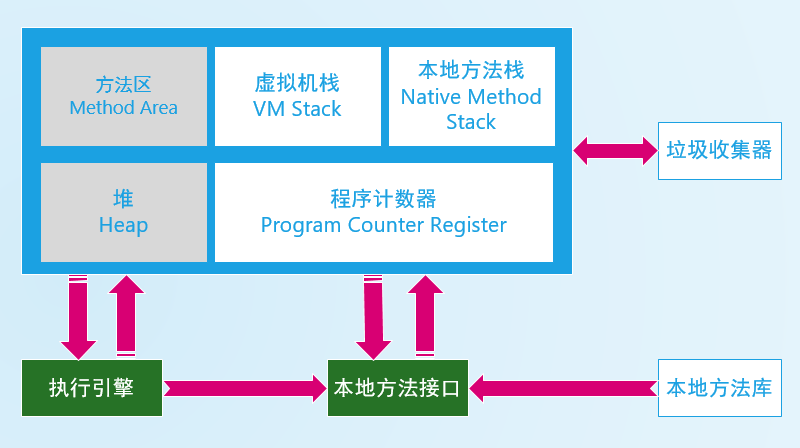 方法区
Method Area
虚拟机栈
VM Stack
本地方法栈
Native Method
Stack
堆
Heap
程序计数器
Program Counter Register
垃圾收集器
执行引擎
本地方法接口
本地方法库